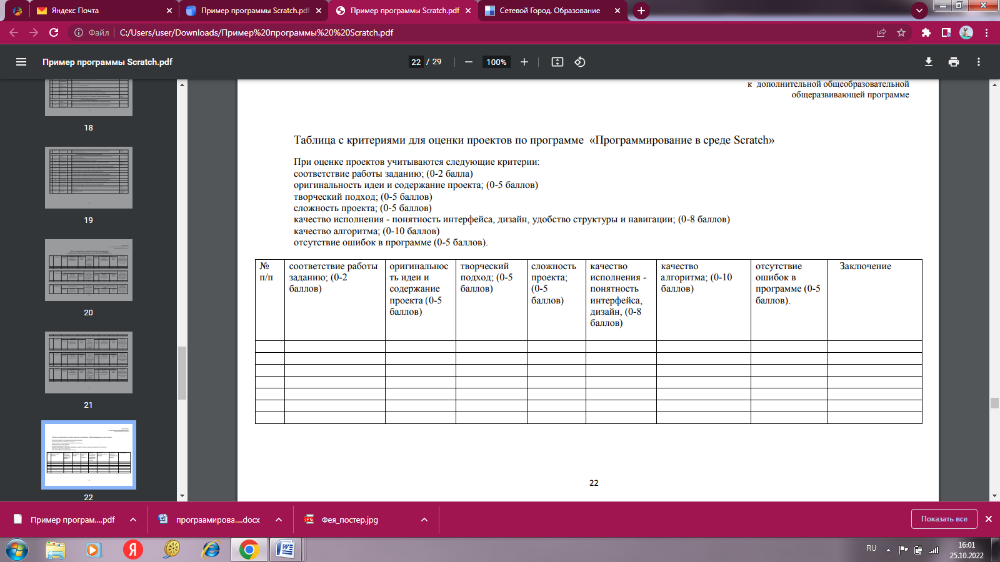 Яндекс Почта
Пример программы Scratch.pdf
Пример программы Scratch.pdf
Сетевой Город. Образование
Файл
C:/Users/user/Downloads/Пример%20программы%20%20Scratch.pdf
Пример программы Scratch.pdf
22 / 29
100%
18
19
20
21
22
к дополнительной общеобразовательной
общеразвивающей программе
Таблица с критериями для оценки проектов по программе «Программирование в среде Scratch»
При оценке проектов учитываются следующие критерии:
соответствие работы заданию; (0-2 балла)
оригинальность идеи и содержание проекта; (0-5 баллов)
творческий подход; (0-5 баллов)
сложность проекта; (0-5 баллов)
качество исполнения - понятность интерфейса, дизайн, удобство структуры и навигации; (0-8 баллов)
качество алгоритма; (0-10 баллов)
отсутствие ошибок в программе (0-5 баллов).
№
п/п
соответствие работы
заданию; (0-2
баллов)
оригинальнос
ть идеи и
содержание
проекта (0-5
баллов)
творческий
подход; (0-5
баллов)
сложность
проекта;
(0-5
баллов)
качество
исполнения -
понятность
интерфейса,
дизайн, (0-8
баллов)
качество
алгоритма; (0-10
баллов)
отсутствие
ошибок в
программе (0-5
баллов).
Заключение
22
Пример програм....pdf
програамирова....docx
JPG
Фея_постер.jpg
Показать все
Я
RU
16:01
25.10.2022